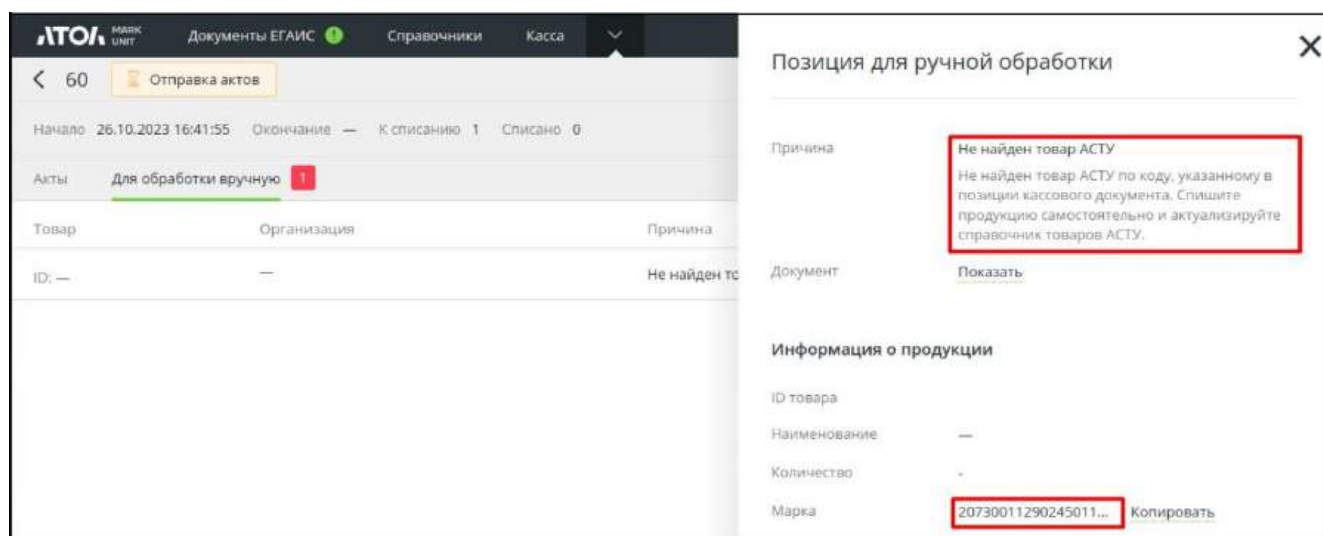 АТОЛ MARK UNIT Документы ЕГАИС Справочники Касса
60 Отправка актов
Начало 26.10.2023 16:41:55 Окончание — К списанию 1 Списано 0
Акты Для обработки вручную 1
Товар Организация Причина
ID: — — Не найден то
Позиция для ручной обработки
Причина Не найден товар АСТУ
Не найден товар АСТУ по коду, указанному в
позиции кассового документа. Спишите
продукцию самостоятельно и актуализируйте
справочник товаров АСТУ.
Документ Показать
Информация о продукции
ID товара
Наименование —
Количество -
Марка 20730011290245011... Копировать